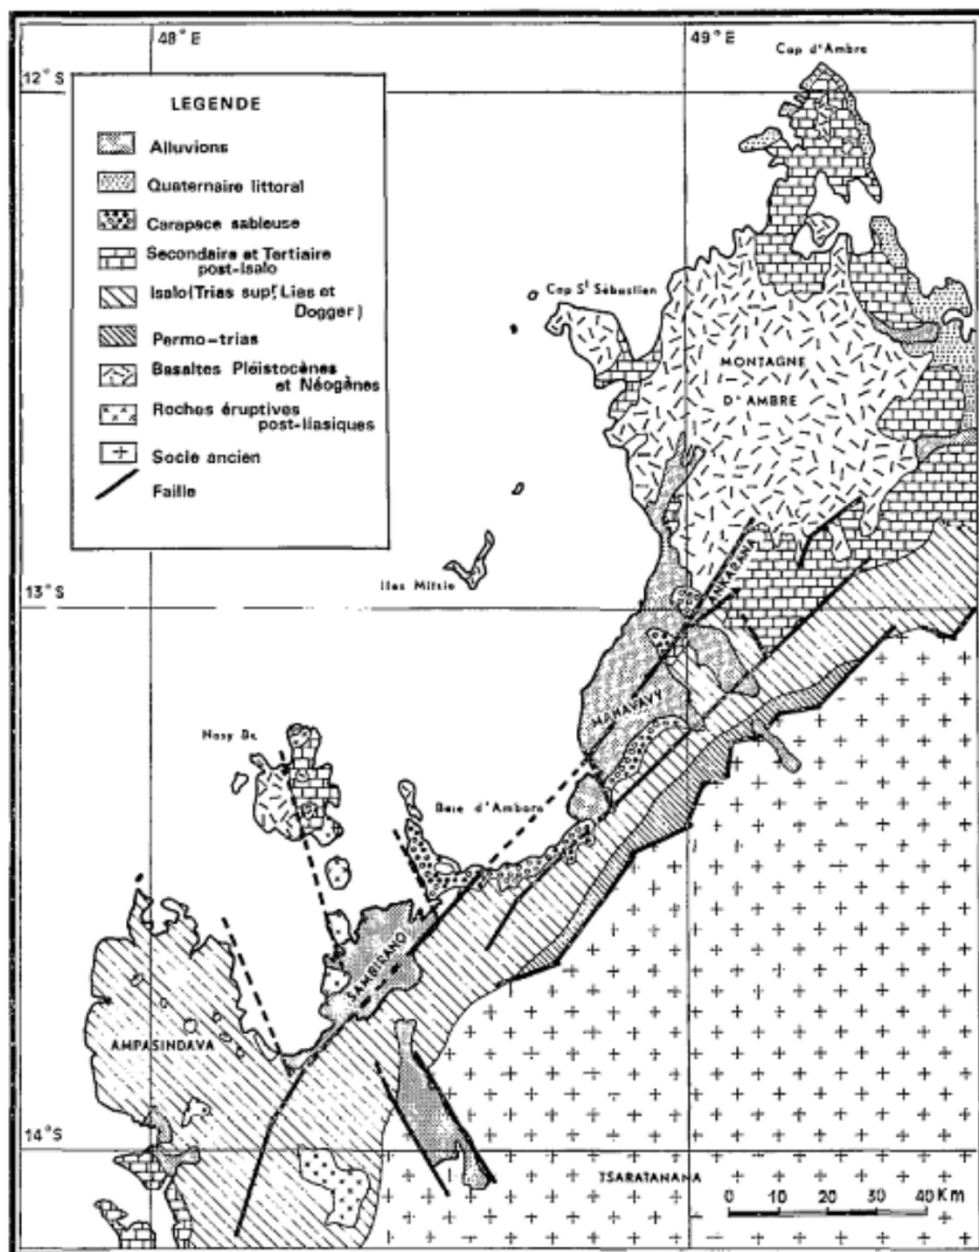 48°E
49°E
Cap d'Ambre
12°S
LEGENDE
Alluvions
Quaternaire littoral
Carapace sableuse
Secondaire et Tertiaire
post-Isalo
Isalo (Trias supr, Lias et
Dogger)
Permo-trias
Basaltes Pléistocènes
et Néogènes
Roches éruptives
post-liasiques
Socle ancien
Faille
Cap St Sébastien
MONTAGNE
D'AMBRE
Iles Mitsio
ANKARANA
13°S
MAHAVAVY
Nosy Be
Baie d'Ambaro
SAMBIRANO
AMPASINDAVA
14°S
TSARATANANA
0 10 20 30 40 Km